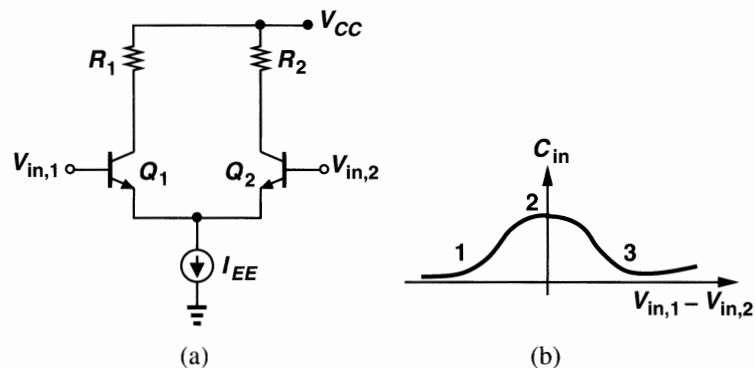 V_CC
R_1
R_2
V_in,1
Q_1
Q_2
V_in,2
I_EE
(a)
C_in
1
2
3
V_in,1 – V_in,2
(b)